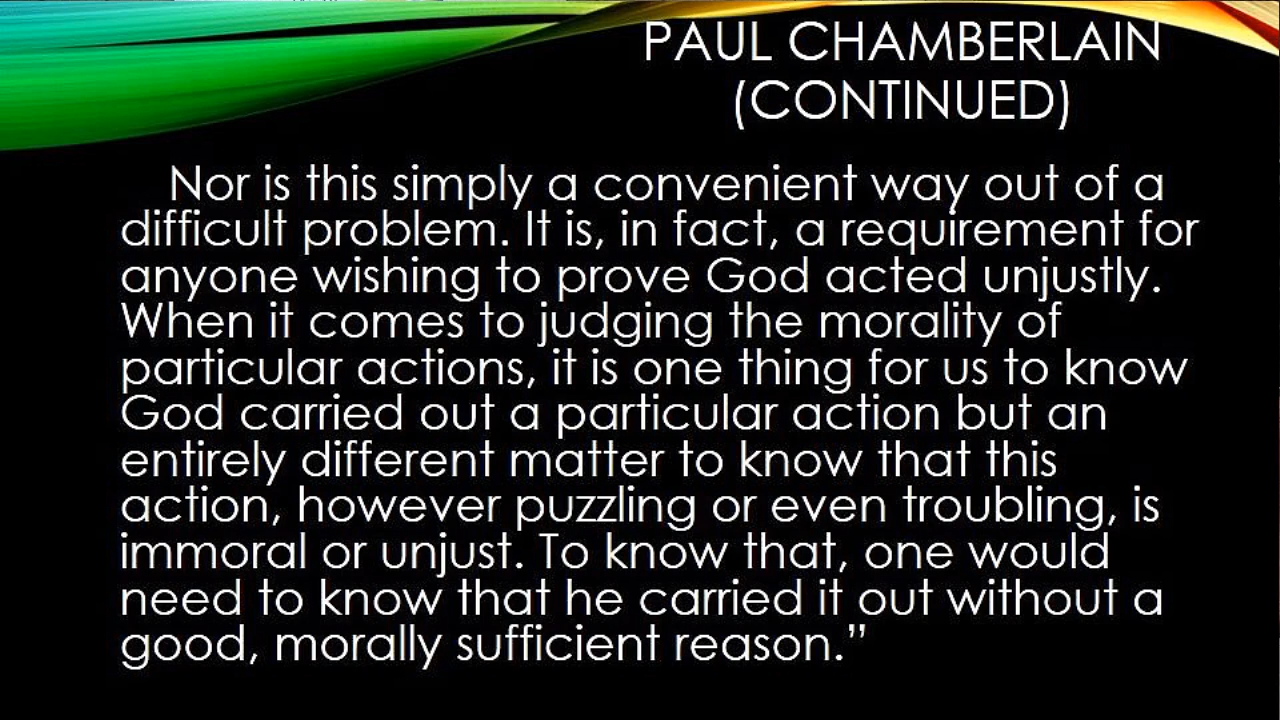 PAUL CHAMBERLAIN
(CONTINUED)
Nor is this simply a convenient way out of a
difficult problem. It is, in fact, a requirement for
anyone wishing to prove God acted unjustly.
When it comes to judging the morality of
particular actions, it is one thing for us to know
God carried out a particular action but an
entirely different matter to know that this
action, however puzzling or even troubling, is
immoral or unjust. To know that, one would
need to know that he carried it out without a
good, morally sufficient reason.”